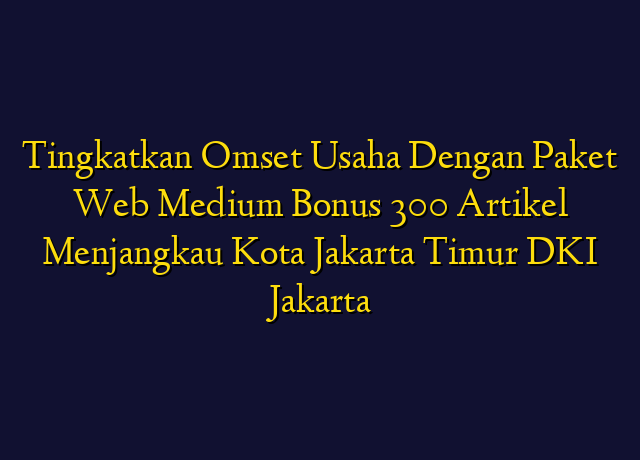 Tingkatkan Omset Usaha Dengan Paket
Web Medium Bonus 300 Artikel
Menjangkau Kota Jakarta Timur DKI
Jakarta